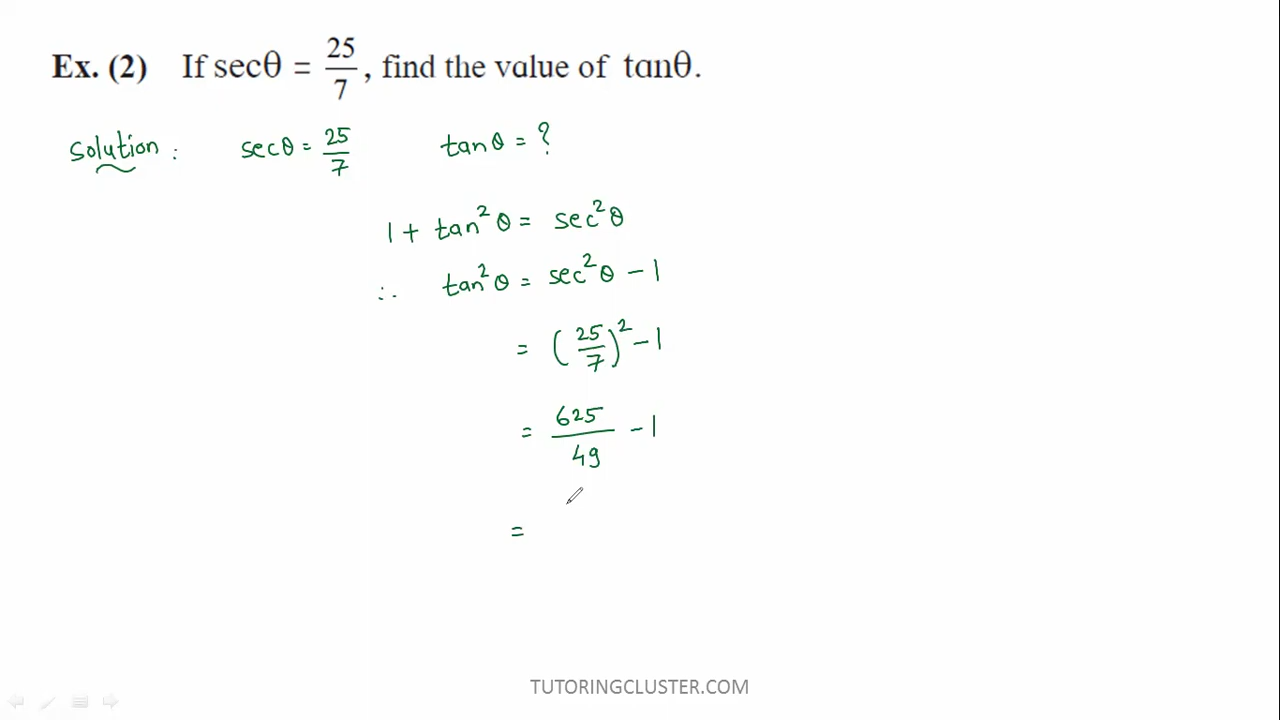 Ex. (2) If secθ = 25/7, find the value of tanθ.
Solution : secθ = 25/7 tanθ = ?
1 + tan²θ = sec²θ
∴ tan²θ = sec²θ - 1
= (25/7)² - 1
= 625/49 - 1
=
TUTORINGCLUSTER.COM